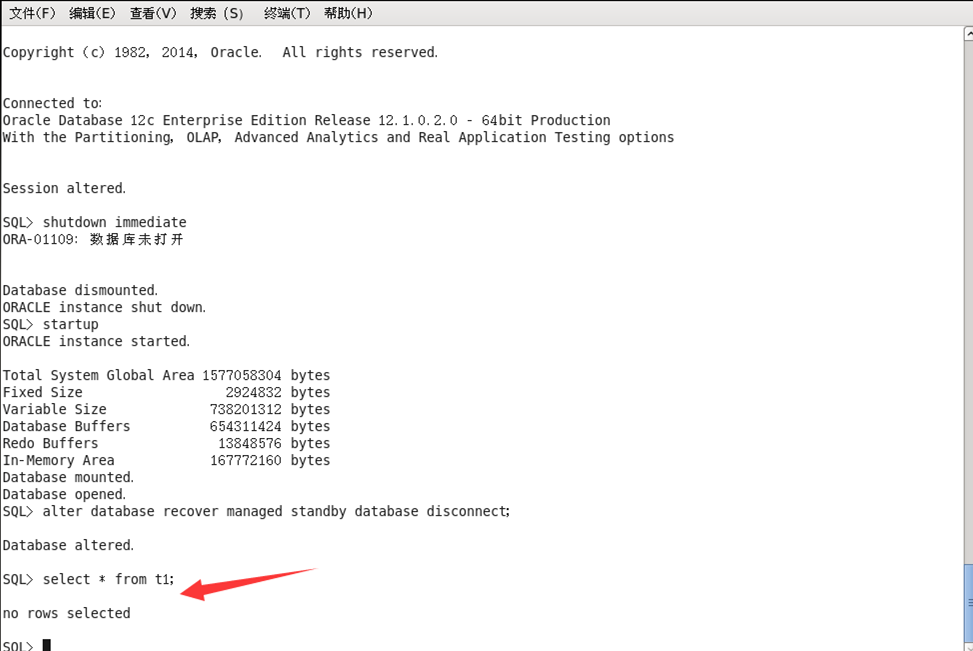 文件(F) 编辑(E) 查看(V) 搜索 (S) 终端(T) 帮助(H)
Copyright (c) 1982, 2014, Oracle.  All rights reserved.
Connected to:
Oracle Database 12c Enterprise Edition Release 12.1.0.2.0 - 64bit Production
With the Partitioning, OLAP, Advanced Analytics and Real Application Testing options
Session altered.
SQL> shutdown immediate
ORA-01109: 数据库未打开
Database dismounted.
ORACLE instance shut down.
SQL> startup
ORACLE instance started.
Total System Global Area 1577058304 bytes
Fixed Size 2924832 bytes
Variable Size 738201312 bytes
Database Buffers 654311424 bytes
Redo Buffers 13848576 bytes
In-Memory Area 167772160 bytes
Database mounted.
Database opened.
SQL> alter database recover managed standby database disconnect;
Database altered.
SQL> select * from t1;
no rows selected
SQL>